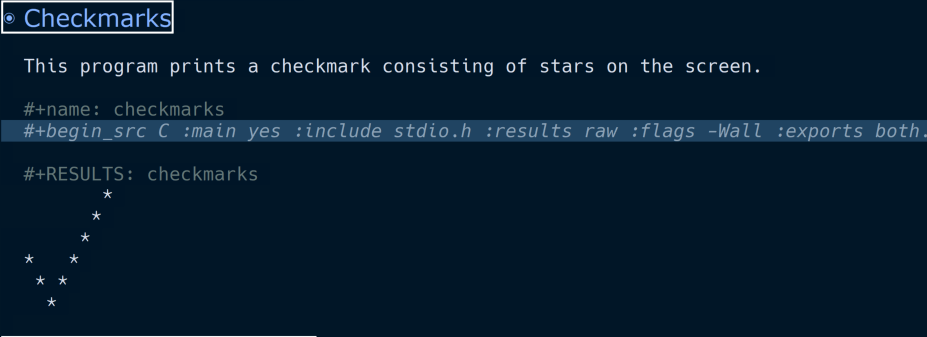 Checkmarks
This program prints a checkmark consisting of stars on the screen.
#+name: checkmarks
#+begin_src C :main yes :include stdio.h :results raw :flags -Wall :exports both.
#+RESULTS: checkmarks
       *
      *
     *
*   *
 * *
  *